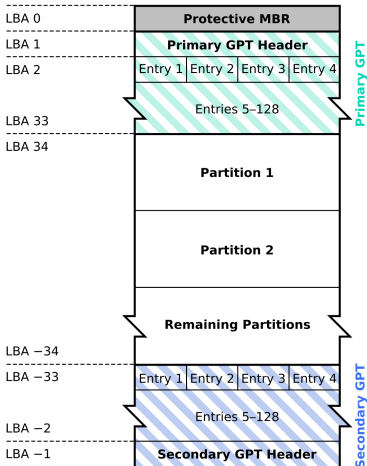 LBA 0
Protective MBR
LBA 1
Primary GPT Header
LBA 2
Entry 1 Entry 2 Entry 3 Entry 4
Entries 5–128
LBA 33
Primary GPT
LBA 34
Partition 1
Partition 2
Remaining Partitions
LBA −34
LBA −33
Entry 1 Entry 2 Entry 3 Entry 4
Entries 5–128
LBA −2
LBA −1
Secondary GPT Header
Secondary GPT